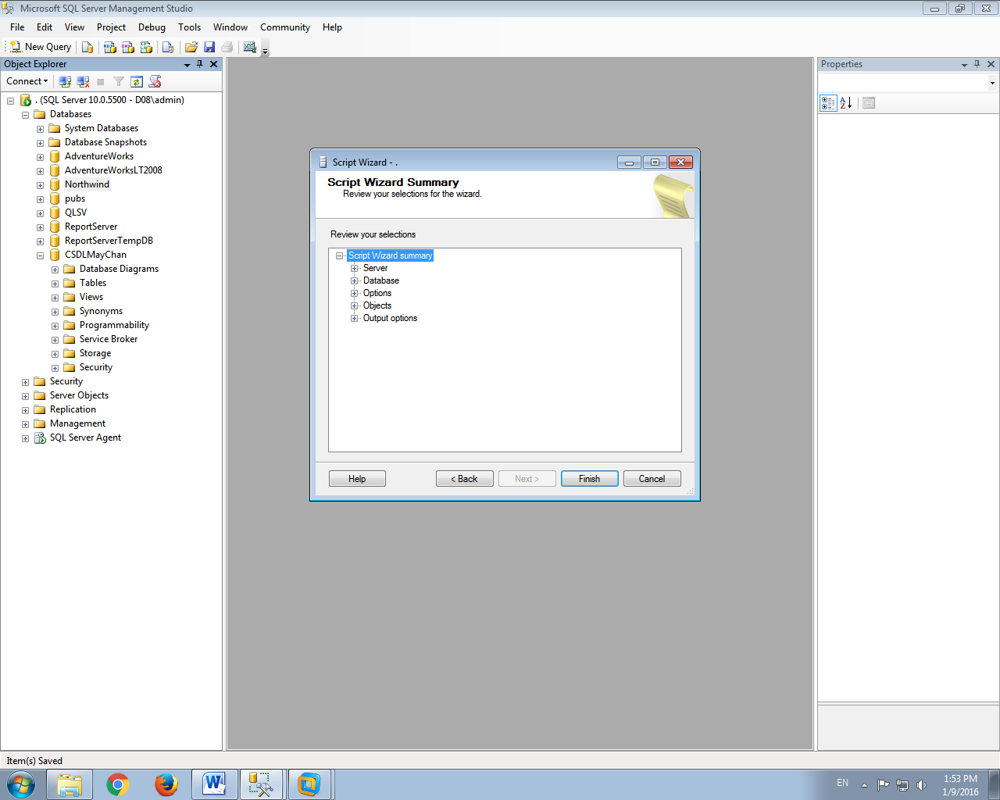 Microsoft SQL Server Management Studio
File Edit View Project Debug Tools Window Community Help
New Query
Object Explorer
Connect
. (SQL Server 10.0.5500 - D08\admin)
Databases
System Databases
Database Snapshots
AdventureWorks
AdventureWorksLT2008
Northwind
pubs
QLSV
ReportServer
ReportServerTempDB
CSDLMayChan
Database Diagrams
Tables
Views
Synonyms
Programmability
Service Broker
Storage
Security
Security
Server Objects
Replication
Management
SQL Server Agent
Script Wizard - .
Script Wizard Summary
Review your selections for the wizard.
Review your selections
Script Wizard summary
Server
Database
Options
Objects
Output options
Help < Back Next > Finish Cancel
Properties
Item(s) Saved
EN
1:53 PM
1/9/2016